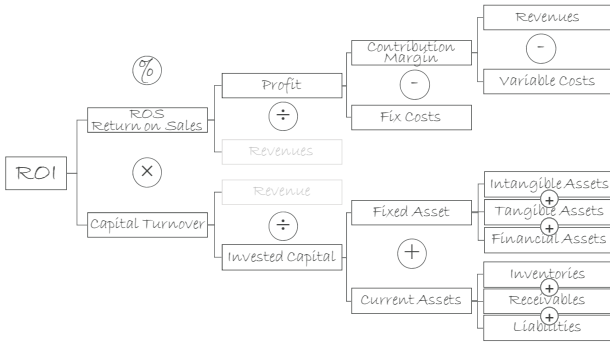 Revenues
-
Variable Costs
Contribution
Margin
-
Fix Costs
%
Profit
÷
Revenues
ROS
Return on Sales
ROI
×
Capital Turnover
Revenue
÷
Invested Capital
Fixed Asset
+
Current Assets
Intangible Assets
+
Tangible Assets
+
Financial Assets
Inventories
+
Receivables
+
Liabilities